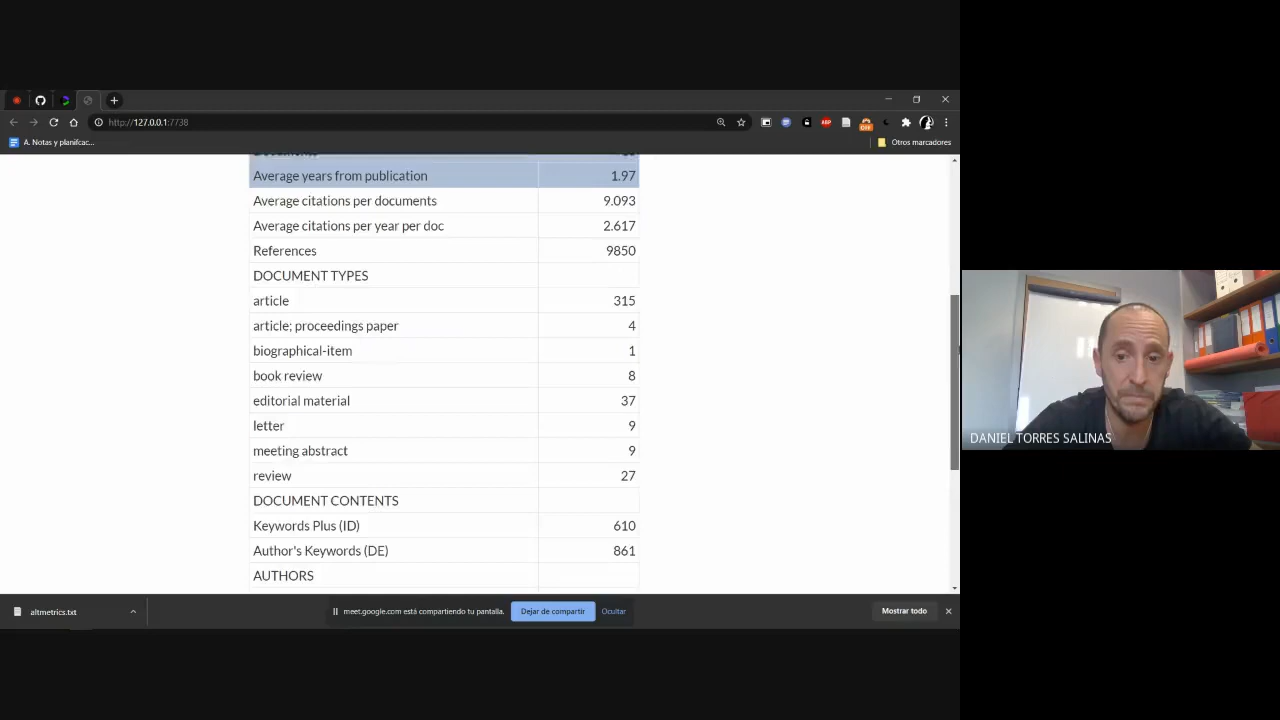 http://127.0.0.1:7738
A. Notas y planifcac...
Otros marcadores
Average years from publication 1.97
Average citations per documents 9.093
Average citations per year per doc 2.617
References 9850
DOCUMENT TYPES
article 315
article; proceedings paper 4
biographical-item 1
book review 8
editorial material 37
letter 9
meeting abstract 9
review 27
DOCUMENT CONTENTS
Keywords Plus (ID) 610
Author's Keywords (DE) 861
AUTHORS
DANIEL TORRES SALINAS
altmetrics.txt
meet.google.com está compartiendo tu pantalla. Dejar de compartir Ocultar
Mostrar todo